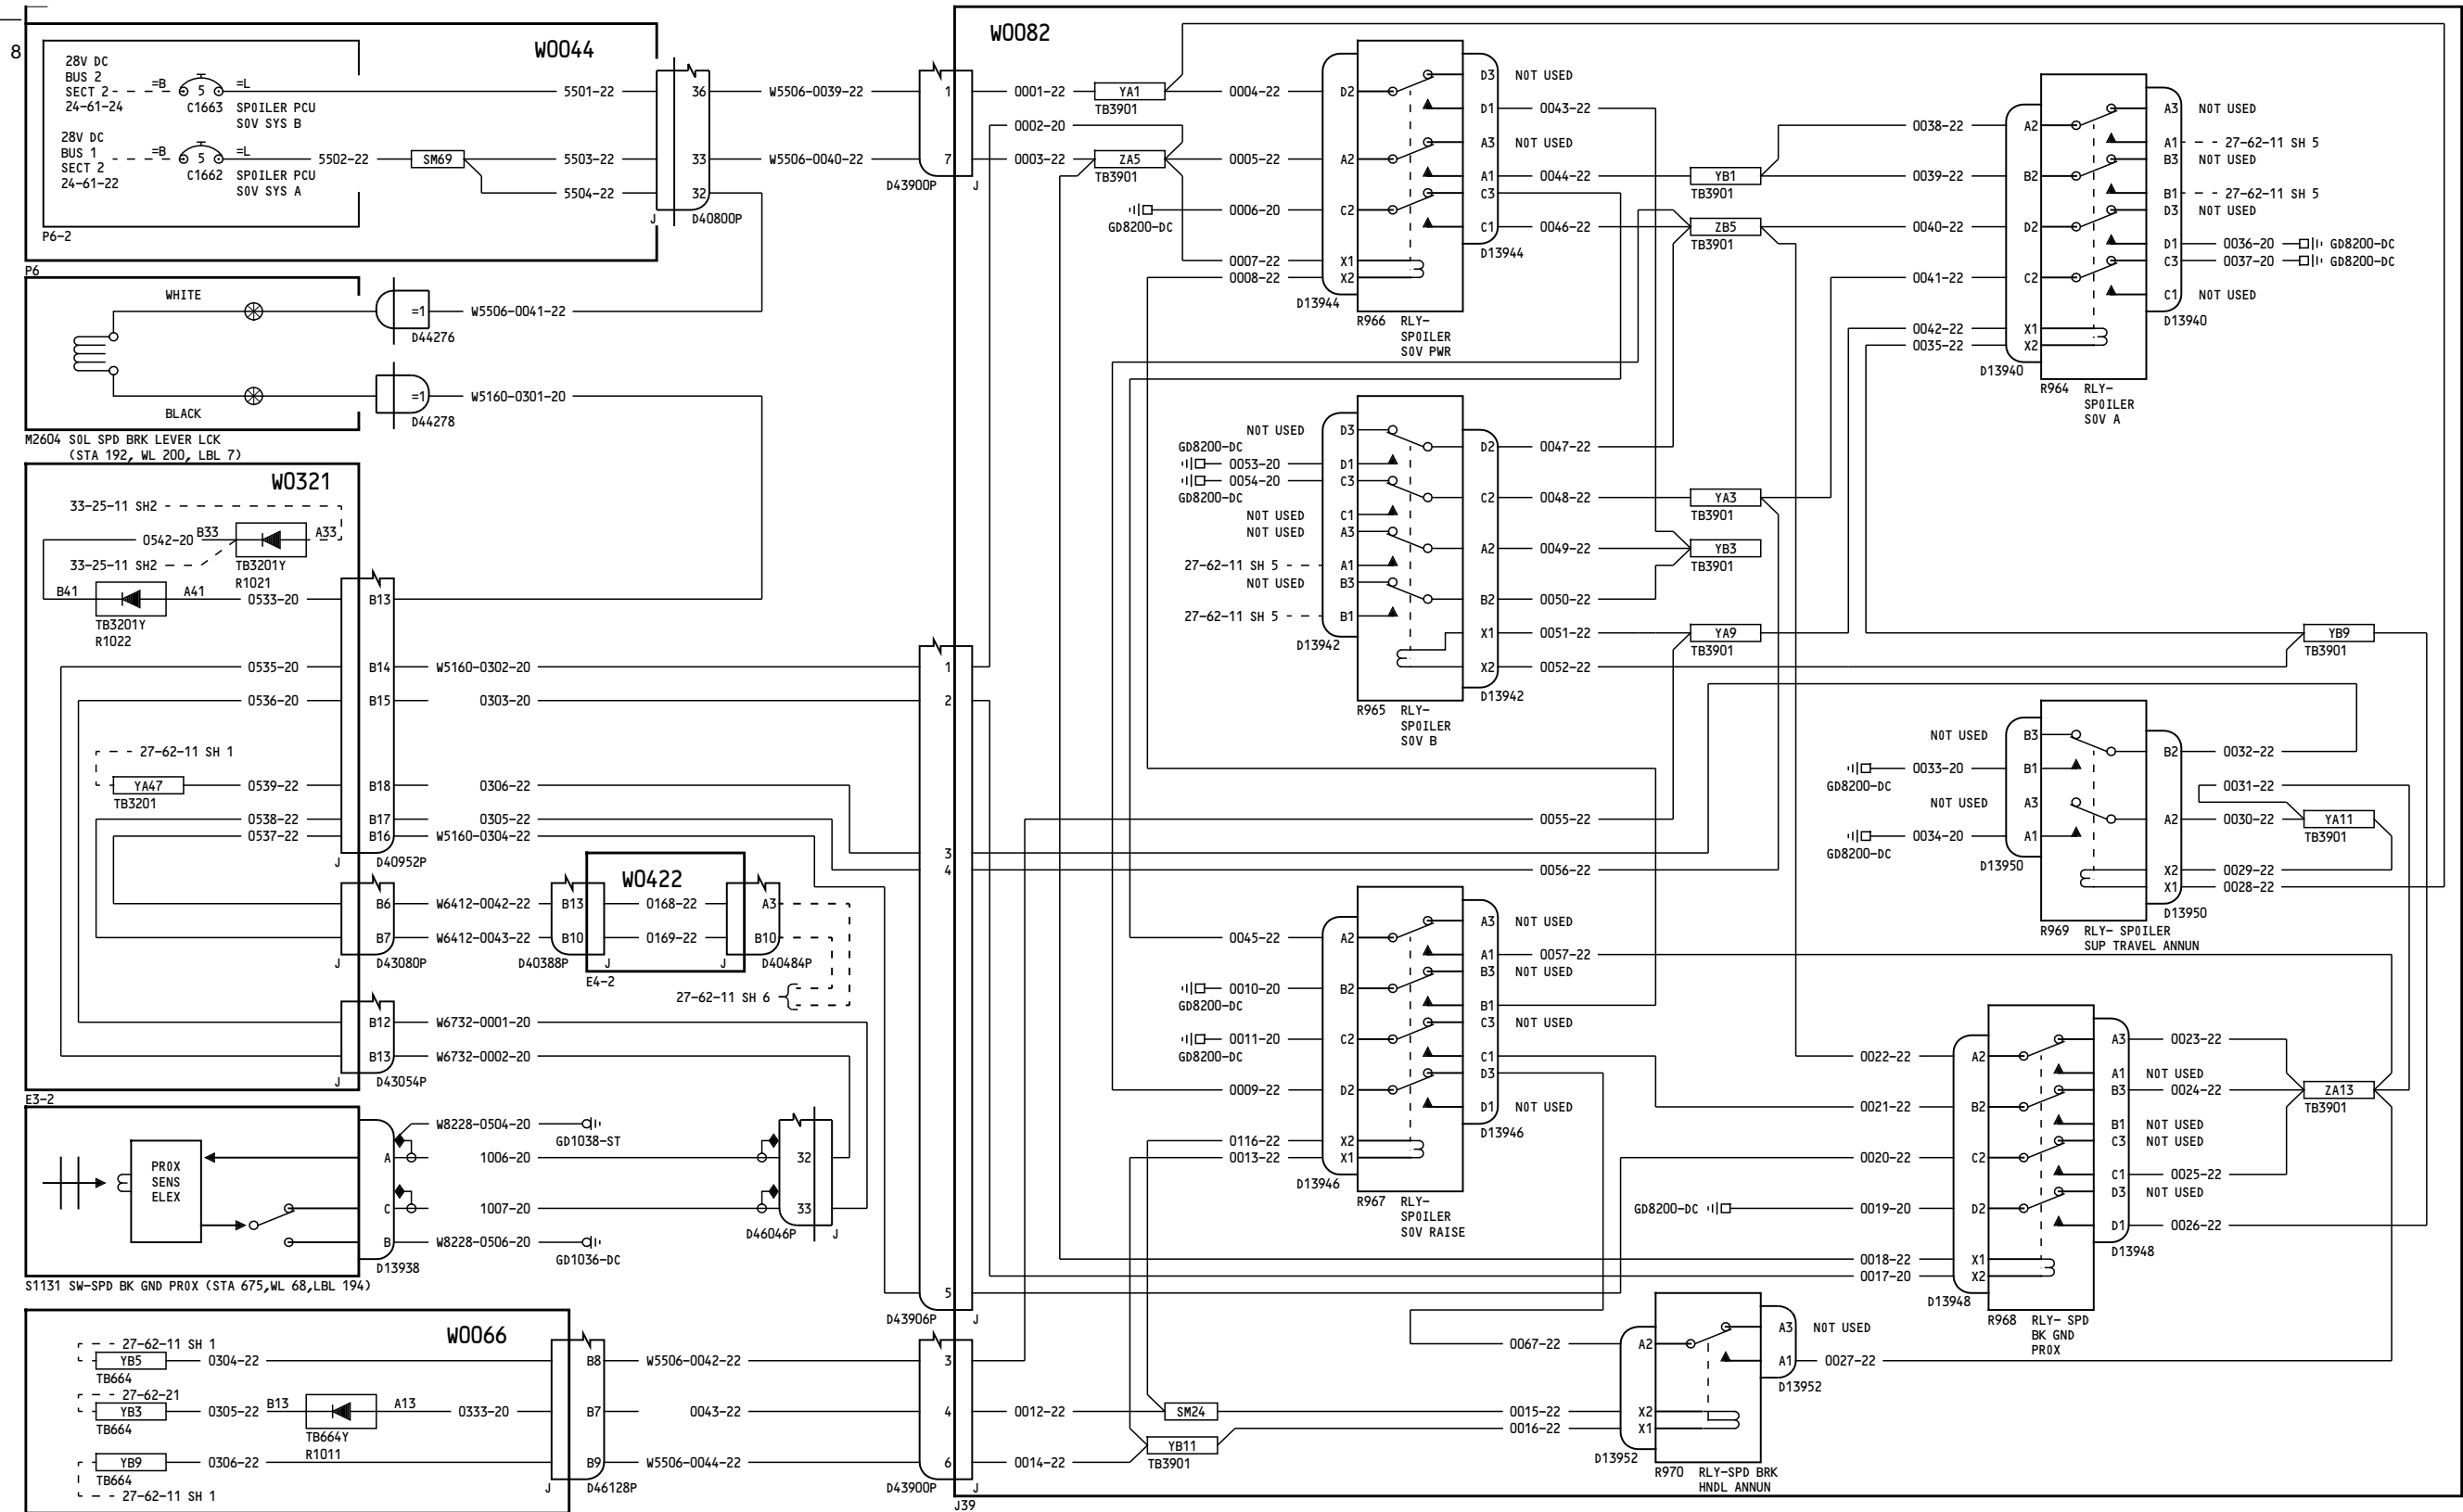 8
W0044
28V DC
BUS 2
SECT 2
24-61-24
=B
5
=L
C1663
SPOILER PCU
SOV SYS B
28V DC
BUS 1
SECT 2
24-61-22
=B
5
=L
C1662
SPOILER PCU
SOV SYS A
5501-22
5502-22
SM69
5503-22
5504-22
36
33
32
J
D40800P
P6-2
P6
W5506-0039-22
W5506-0040-22
1
7
D43900P
J
WHITE
=1
W5506-0041-22
D44276
BLACK
=1
W5160-0301-20
D44278
M2604 SOL SPD BRK LEVER LCK
(STA 192, WL 200, LBL 7)
W0321
33-25-11 SH2
0542-20
B33
A33
33-25-11 SH2
TB3201Y
R1021
B41
A41
0533-20
B13
TB3201Y
R1022
0535-20
B14
W5160-0302-20
1
0536-20
B15
0303-20
2
27-62-11 SH 1
YA47
TB3201
0539-22
B18
0306-22
0538-22
B17
0305-22
0537-22
B16
W5160-0304-22
3
4
J
D40952P
W0422
B6
W6412-0042-22
B13
0168-22
A3
B7
W6412-0043-22
B10
0169-22
B10
J
D43080P
D40388P
J
J
D40484P
E4-2
27-62-11 SH 6
B12
W6732-0001-20
B13
W6732-0002-20
J
D43054P
E3-2
PROX
SENS
ELEX
W8228-0504-20
GD1038-ST
A
1006-20
32
C
1007-20
33
B
W8228-0506-20
GD1036-DC
D46046P
J
D13938
S1131 SW-SPD BK GND PROX (STA 675,WL 68,LBL 194)
5
D43906P
J
W0066
27-62-11 SH 1
YB5
TB664
0304-22
B8
W5506-0042-22
3
27-62-21
YB3
TB664
0305-22
B13
A13
TB664Y
R1011
0333-20
B7
0043-22
4
YB9
TB664
0306-22
B9
W5506-0044-22
6
27-62-11 SH 1
J
D46128P
D43900P
J
J39
W0082
0001-22
YA1
TB3901
0004-22
0002-20
0003-22
ZA5
TB3901
0005-22
GD8200-DC
0006-20
0007-22
0008-22
D2
A2
C2
X1
X2
D13944
D3
NOT USED
D1
0043-22
A3
NOT USED
A1
0044-22
C3
C1
0046-22
D13944
R966 RLY-
SPOILER
SOV PWR
YB1
TB3901
ZB5
TB3901
0038-22
0039-22
0040-22
0041-22
0042-22
0035-22
A2
B2
D2
C2
X1
X2
D13940
A3
NOT USED
A1
27-62-11 SH 5
B3
NOT USED
B1
27-62-11 SH 5
D3
NOT USED
D1
0036-20
GD8200-DC
C3
0037-20
GD8200-DC
C1
NOT USED
D13940
R964 RLY-
SPOILER
SOV A
NOT USED
D3
GD8200-DC
0053-20
D1
0054-20
C3
GD8200-DC
NOT USED
C1
NOT USED
A3
27-62-11 SH 5
A1
NOT USED
B3
27-62-11 SH 5
B1
D13942
D2
0047-22
C2
0048-22
A2
0049-22
B2
0050-22
X1
0051-22
X2
0052-22
D13942
R965 RLY-
SPOILER
SOV B
YA3
TB3901
YB3
TB3901
YA9
TB3901
YB9
TB3901
NOT USED
B3
0033-20
B1
GD8200-DC
NOT USED
A3
0034-20
A1
GD8200-DC
D13950
B2
0032-22
0031-22
A2
0030-22
YA11
TB3901
X2
0029-22
X1
0028-22
D13950
R969 RLY- SPOILER
SUP TRAVEL ANNUN
0055-22
0056-22
0045-22
A2
0010-20
B2
GD8200-DC
0011-20
C2
GD8200-DC
0009-22
D2
0116-22
X2
0013-22
X1
D13946
A3
NOT USED
A1
0057-22
B3
NOT USED
B1
C3
NOT USED
C1
D3
D1
NOT USED
D13946
R967 RLY-
SPOILER
SOV RAISE
0022-22
A2
0021-22
B2
0020-22
C2
GD8200-DC
0019-20
D2
0018-22
X1
0017-20
X2
D13948
A3
0023-22
A1
NOT USED
B3
0024-22
ZA13
TB3901
B1
NOT USED
C3
NOT USED
C1
0025-22
D3
NOT USED
D1
0026-22
D13948
R968 RLY- SPD
BK GND
PROX
0067-22
A2
0012-22
SM24
0015-22
X2
0016-22
X1
0014-22
YB11
TB3901
D13952
A3
NOT USED
A1
0027-22
D13952
R970 RLY-SPD BRK
HNDL ANNUN